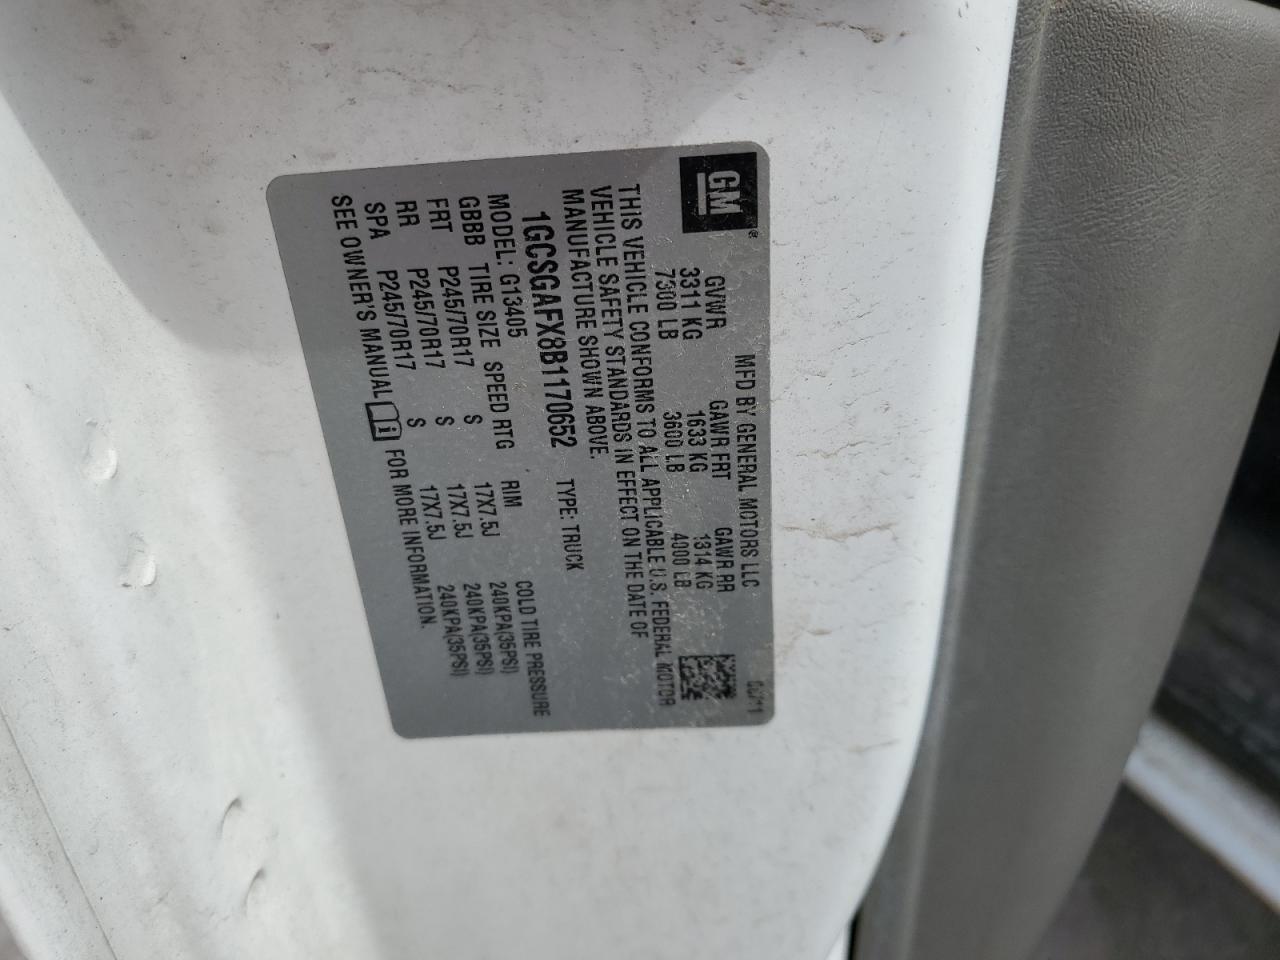 GM®
MFD BY GENERAL MOTORS LLC
GVWR GAWR FRT GAWR RR
3311 KG 1633 KG 1314 KG
7300 LB 3600 LB 4000 LB
THIS VEHICLE CONFORMS TO ALL APPLICABLE U.S. FEDERAL MOTOR
VEHICLE SAFETY STANDARDS IN EFFECT ON THE DATE OF
MANUFACTURE SHOWN ABOVE.
1GCSGAFX8B1170652 TYPE: TRUCK
MODEL: G13405
GBBB TIRE SIZE SPEED RTG RIM COLD TIRE PRESSURE
FRT P245/70R17 S 17X7.5J 240KPA(35PSI)
RR P245/70R17 S 17X7.5J 240KPA(35PSI)
SPA P245/70R17 S 17X7.5J 240KPA(35PSI)
SEE OWNER'S MANUAL FOR MORE INFORMATION.